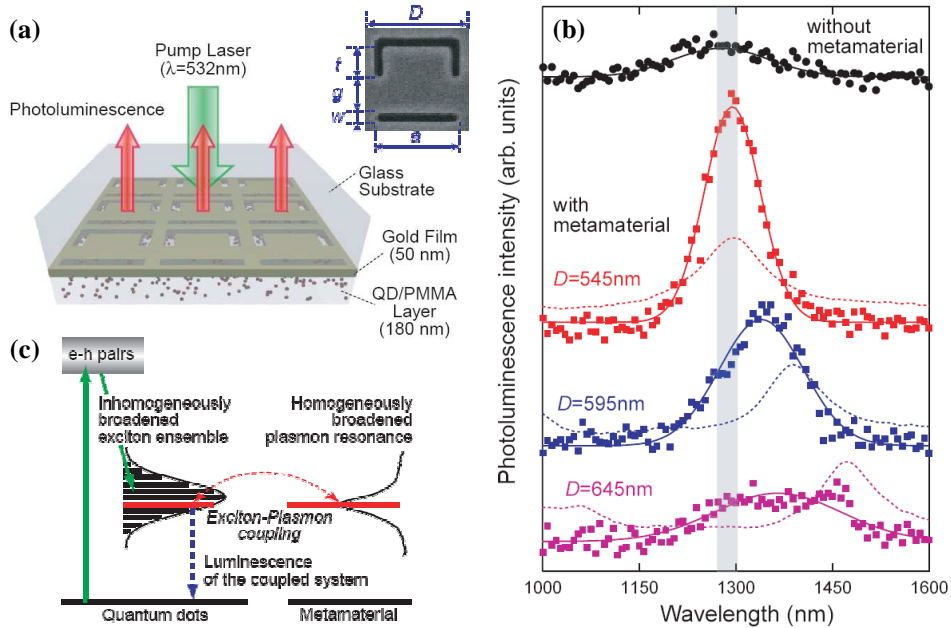 (a)
Pump Laser
(λ=532nm)
Photoluminescence
D
t
g
w
a
Glass
Substrate
Gold Film
(50 nm)
QD/PMMA
Layer
(180 nm)
(b)
Photoluminescence intensity (arb. units)
without
metamaterial
with
metamaterial
D=545nm
D=595nm
D=645nm
1000
1150
1300
1450
1600
Wavelength (nm)
(c)
e-h pairs
Inhomogeneously
broadened
exciton ensemble
Homogeneously
broadened
plasmon resonance
Exciton-Plasmon
coupling
Luminescence
of the coupled system
Quantum dots
Metamaterial